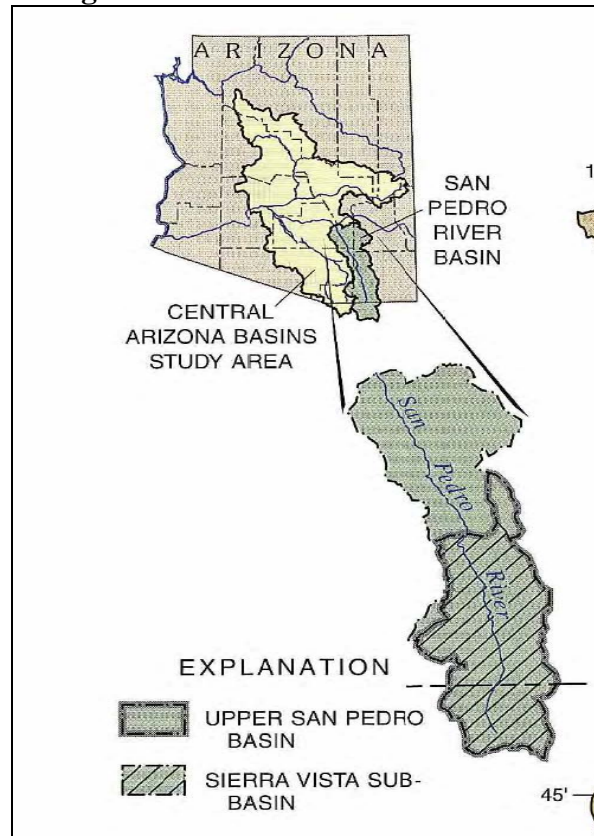 ARIZONA
SAN
PEDRO
RIVER
BASIN
CENTRAL
ARIZONA BASINS
STUDY AREA
San
Pedro
River
EXPLANATION
UPPER SAN PEDRO
BASIN
SIERRA VISTA SUB-
BASIN
45'